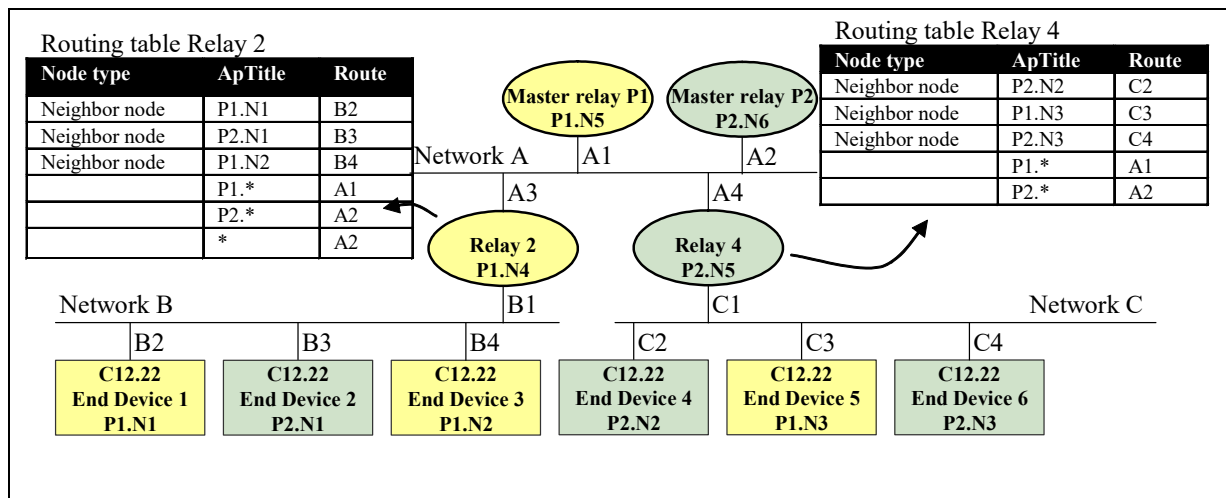 Routing table Relay 2
Node type ApTitle Route
Neighbor node P1.N1 B2
Neighbor node P2.N1 B3
Neighbor node P1.N2 B4
P1.* A1
P2.* A2
* A2
Routing table Relay 4
Node type ApTitle Route
Neighbor node P2.N2 C2
Neighbor node P1.N3 C3
Neighbor node P2.N3 C4
P1.* A1
P2.* A2
Master relay P1
P1.N5
Master relay P2
P2.N6
Network A
A1
A2
A3
A4
Relay 2
P1.N4
Relay 4
P2.N5
Network B
B1
C1
Network C
B2
B3
B4
C2
C3
C4
C12.22
End Device 1
P1.N1
C12.22
End Device 2
P2.N1
C12.22
End Device 3
P1.N2
C12.22
End Device 4
P2.N2
C12.22
End Device 5
P1.N3
C12.22
End Device 6
P2.N3